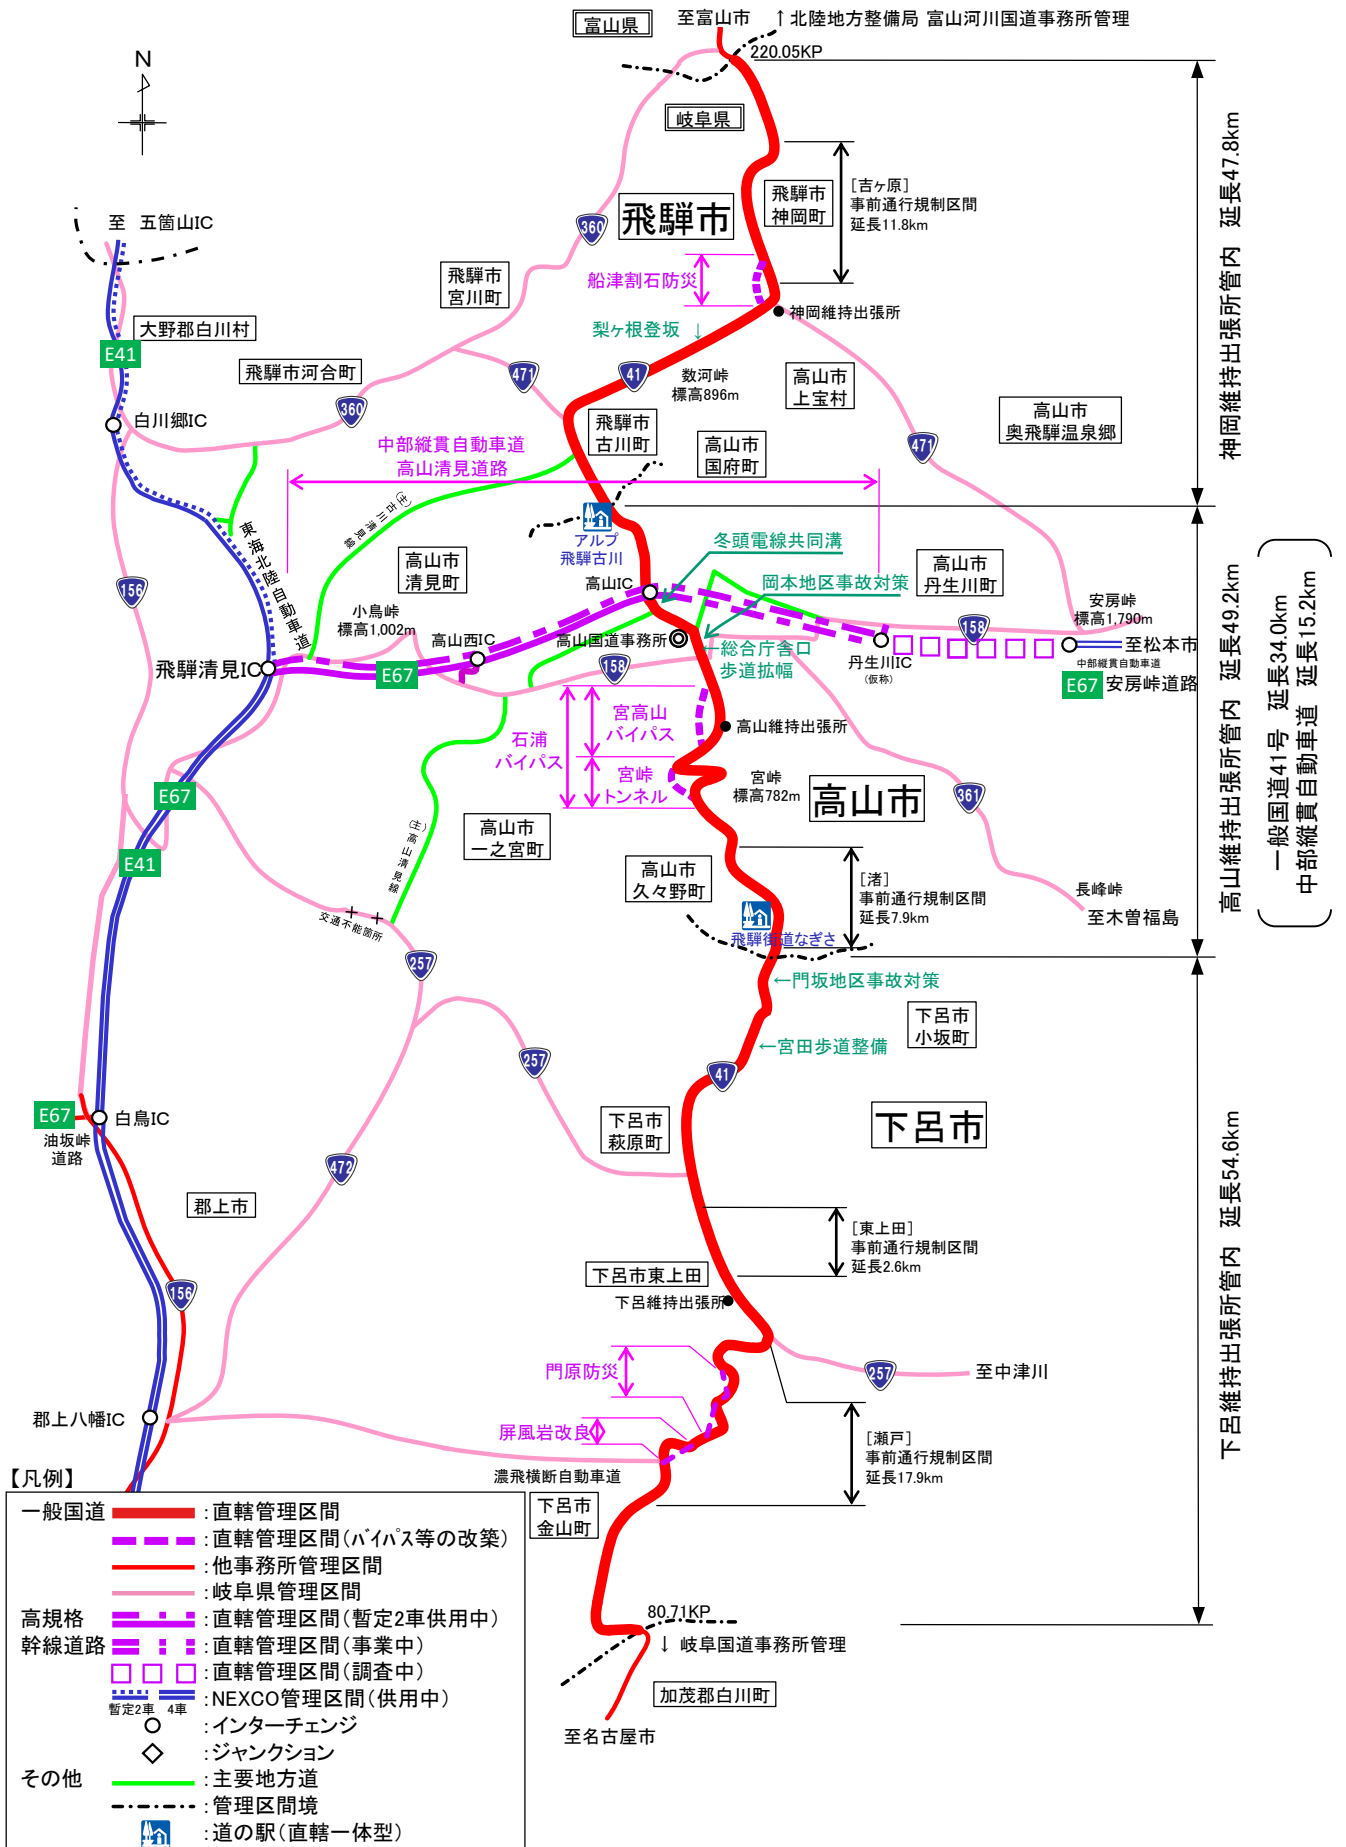 富山県
至富山市
↑北陸地方整備局 富山河川国道事務所管理
220.05KP
N
岐阜県
飛騨市
飛騨市
神岡町
[吉ヶ原]
事前通行規制区間
延長11.8km
神岡維持出張所管内 延長47.8km
至 五箇山IC
360
飛騨市
宮川町
船津割石防災
神岡維持出張所
大野郡白川村
E41
梨ヶ根登坂 ↓
飛騨市河合町
471
41
数河峠
標高896m
高山市
上宝村
360
白川郷IC
飛騨市
古川町
高山市
国府町
高山市
奥飛騨温泉郷
471
中部縦貫自動車道
高山清見道路
(主)古川清見線
アルプ
飛騨古川
東海北陸自動車道
冬頭電線共同溝
高山市
清見町
岡本地区事故対策
高山市
丹生川町
156
高山IC
小鳥峠
標高1,002m
安房峠
標高1,790m
158
高山西IC
高山国道事務所
←総合庁舎口
歩道拡幅
丹生川IC
(仮称)
至松本市
中部縦貫自動車道
飛騨清見IC
E67
158
E67
安房峠道路
高山維持出張所管内 延長49.2km
一般国道41号 延長34.0km
中部縦貫自動車道 延長15.2km
宮高山
バイパス
石浦
バイパス
高山維持出張所
宮峠
トンネル
宮峠
標高782m
高山市
361
E67
(主)高山清見線
高山市
一之宮町
E41
高山市
久々野町
[渚]
事前通行規制区間
延長7.9km
長峰峠
至木曽福島
交通不能箇所
飛騨街道なぎさ
257
←門坂地区事故対策
下呂市
小坂町
←宮田歩道整備
257
41
E67
白鳥IC
油坂峠
道路
下呂市
萩原町
下呂市
472
郡上市
下呂維持出張所管内 延長54.6km
[東上田]
事前通行規制区間
延長2.6km
下呂市東上田
156
下呂維持出張所
門原防災
257
至中津川
郡上八幡IC
屏風岩改良
[瀬戸]
事前通行規制区間
延長17.9km
濃飛横断自動車道
下呂市
金山町
80.71KP
↓ 岐阜国道事務所管理
加茂郡白川町
至名古屋市
【凡例】
一般国道
:直轄管理区間
:直轄管理区間(バイパス等の改築)
:他事務所管理区間
:岐阜県管理区間
高規格
幹線道路
:直轄管理区間(暫定2車供用中)
:直轄管理区間(事業中)
:直轄管理区間(調査中)
暫定2車 4車
:NEXCO管理区間(供用中)
:インターチェンジ
:ジャンクション
その他
:主要地方道
:管理区間境
:道の駅(直轄一体型)